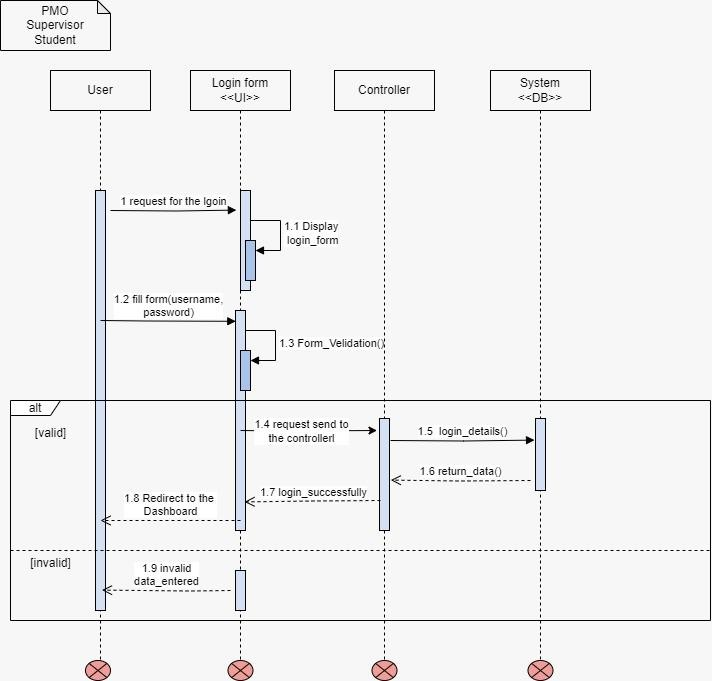 PMO
Supervisor
Student
User
Login form
<<UI>>
Controller
System
<<DB>>
1 request for the lgoin
1.1 Display
login_form
1.2 fill form(username,
password)
1.3 Form_Velidation()
alt
[valid]
1.4 request send to
the controllerl
1.5 login_details()
1.6 return_data()
1.7 login_successfully
1.8 Redirect to the
Dashboard
[invalid]
1.9 invalid
data_entered